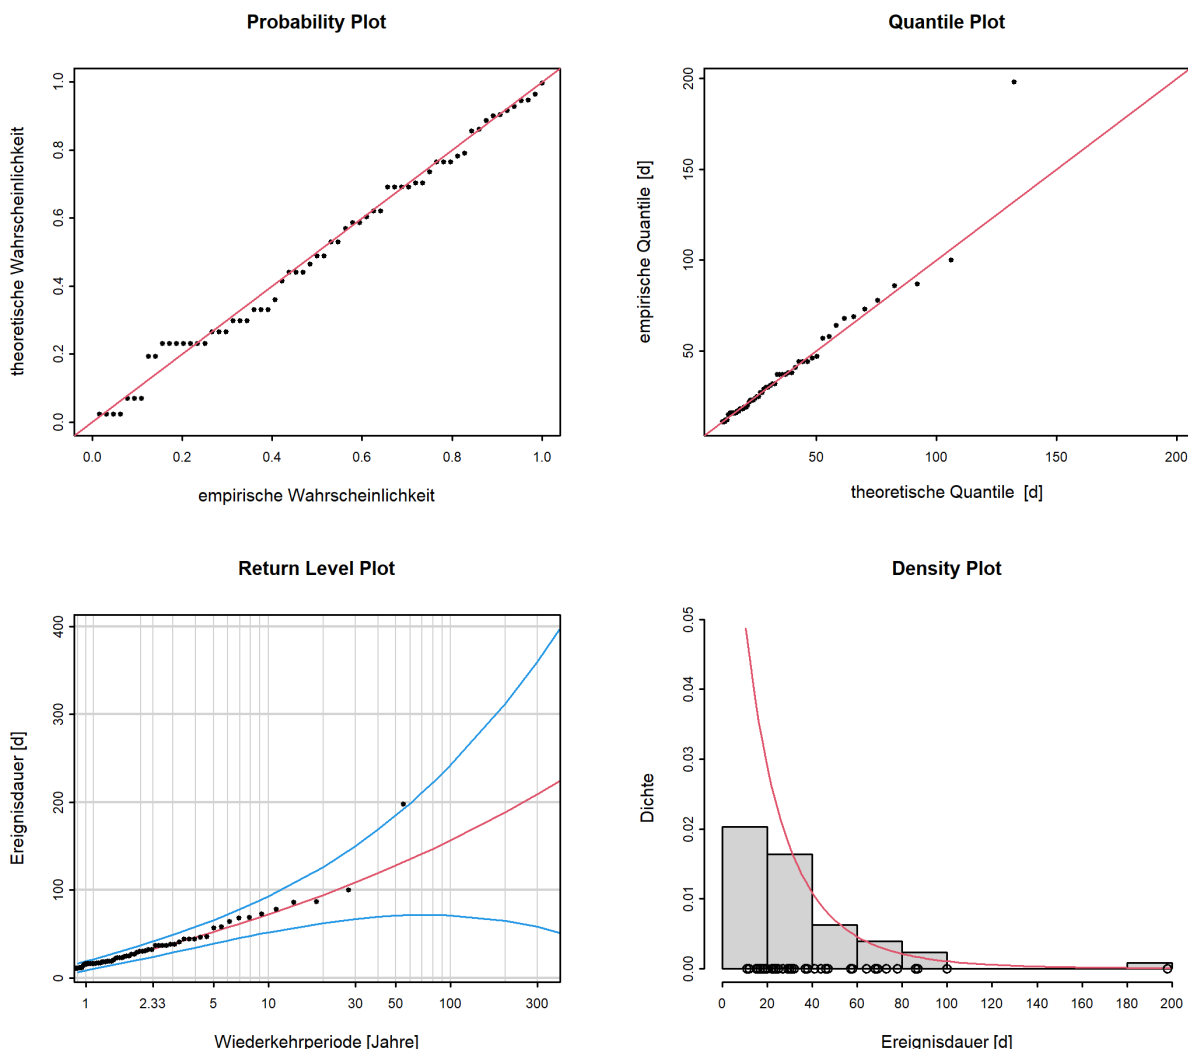 Probability Plot
theoretische Wahrscheinlichkeit
0.0 0.2 0.4 0.6 0.8 1.0
0.0 0.2 0.4 0.6 0.8 1.0
empirische Wahrscheinlichkeit
Quantile Plot
empirische Quantile [d]
50 100 150 200
50 100 150 200
theoretische Quantile [d]
Return Level Plot
Ereignisdauer [d]
0 100 200 300 400
1 2.33 5 10 30 50 100 300
Wiederkehrperiode [Jahre]
Density Plot
Dichte
0.00 0.01 0.02 0.03 0.04 0.05
0 20 40 60 80 100 120 140 160 180 200
Ereignisdauer [d]